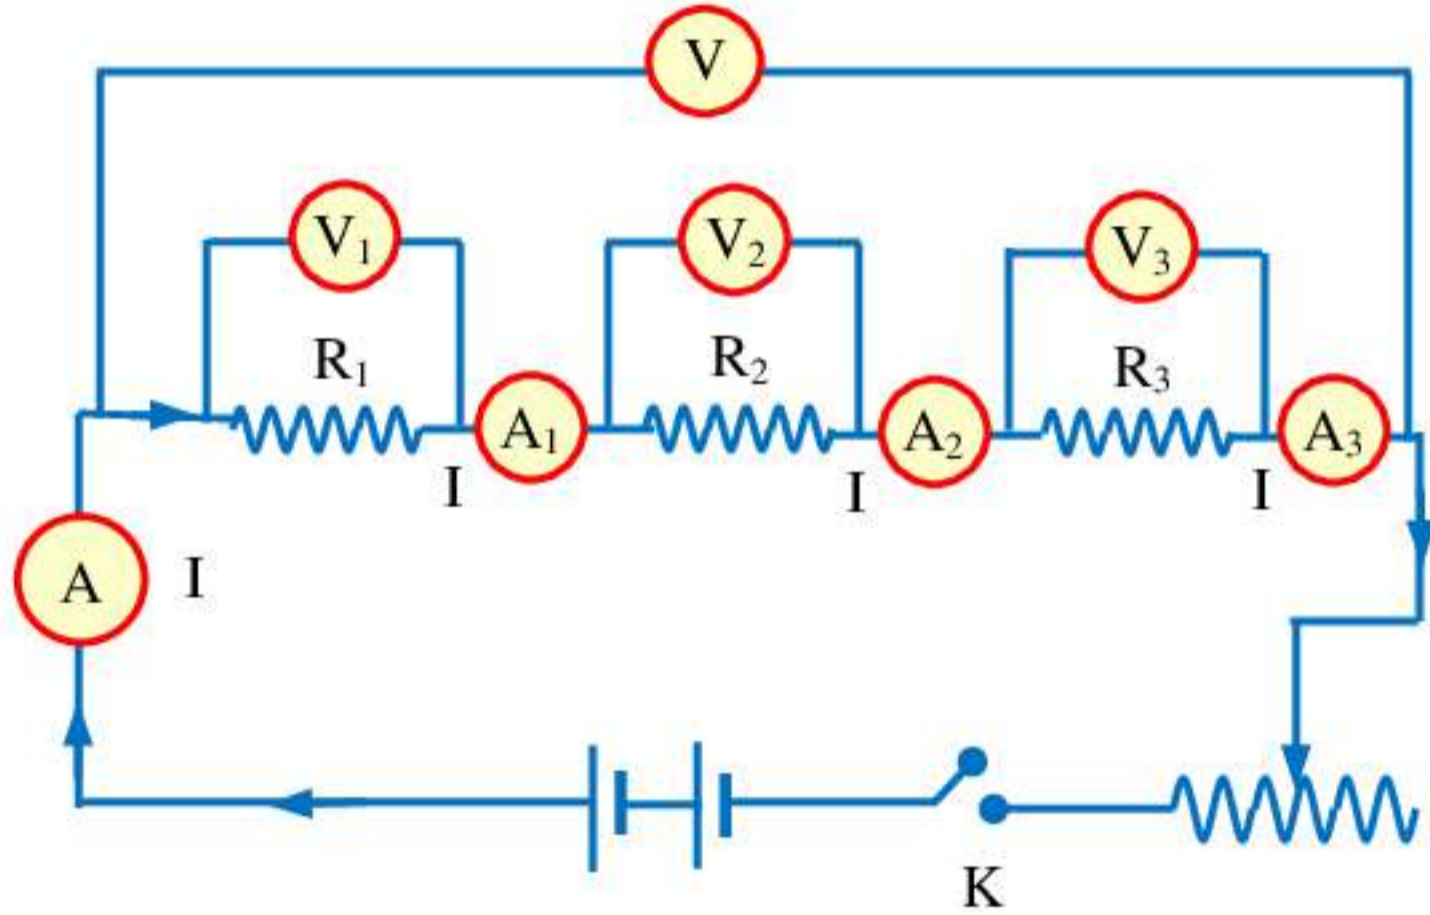 V
V₁ V₂ V₃
R₁ R₂ R₃
A₁ A₂ A₃
I I I
A I
K